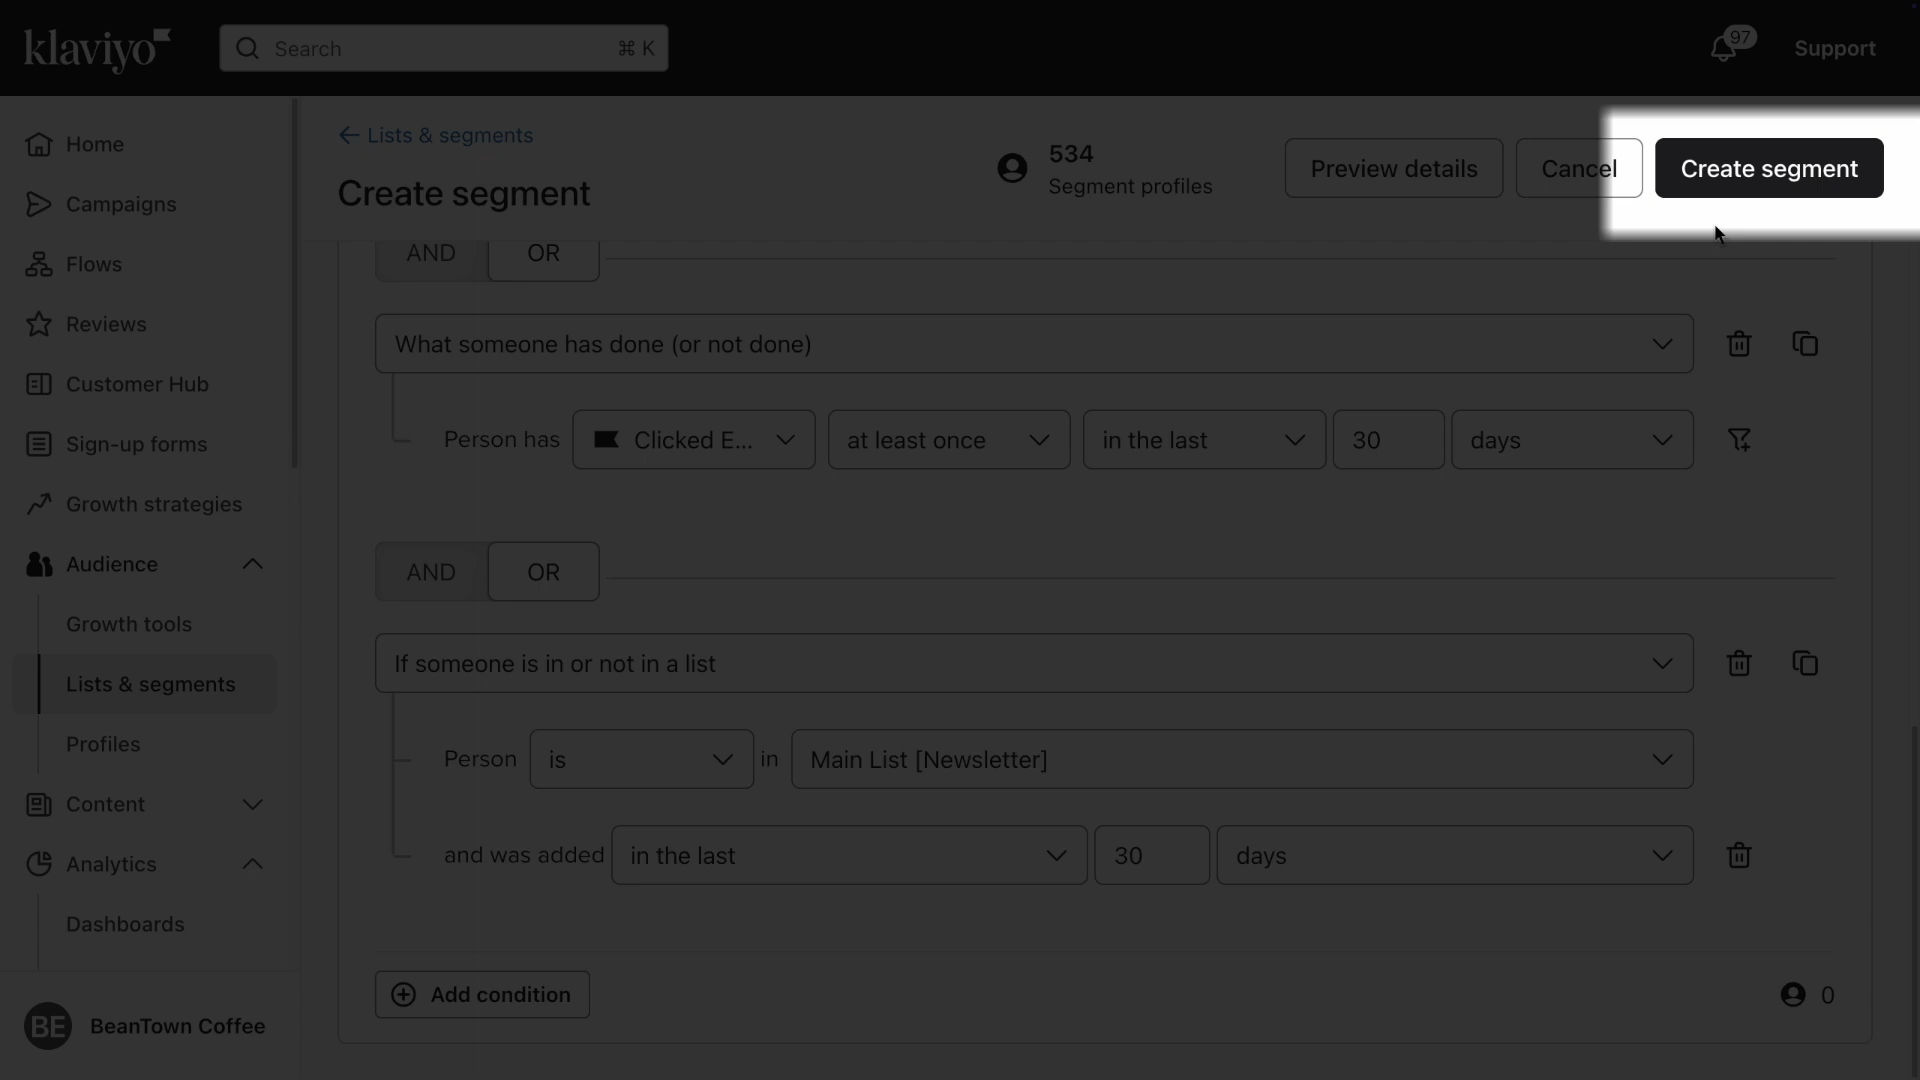 klaviyo
Search
⌘ K
97
Support
Home
Campaigns
Flows
Reviews
Customer Hub
Sign-up forms
Growth strategies
Audience
Growth tools
Lists & segments
Profiles
Content
Analytics
Dashboards
BE
BeanTown Coffee
← Lists & segments
Create segment
534
Segment profiles
Preview details
Cancel
Create segment
AND OR
What someone has done (or not done)
Person has Clicked E... at least once in the last 30 days
AND OR
If someone is in or not in a list
Person is in Main List [Newsletter]
and was added in the last 30 days
Add condition
0